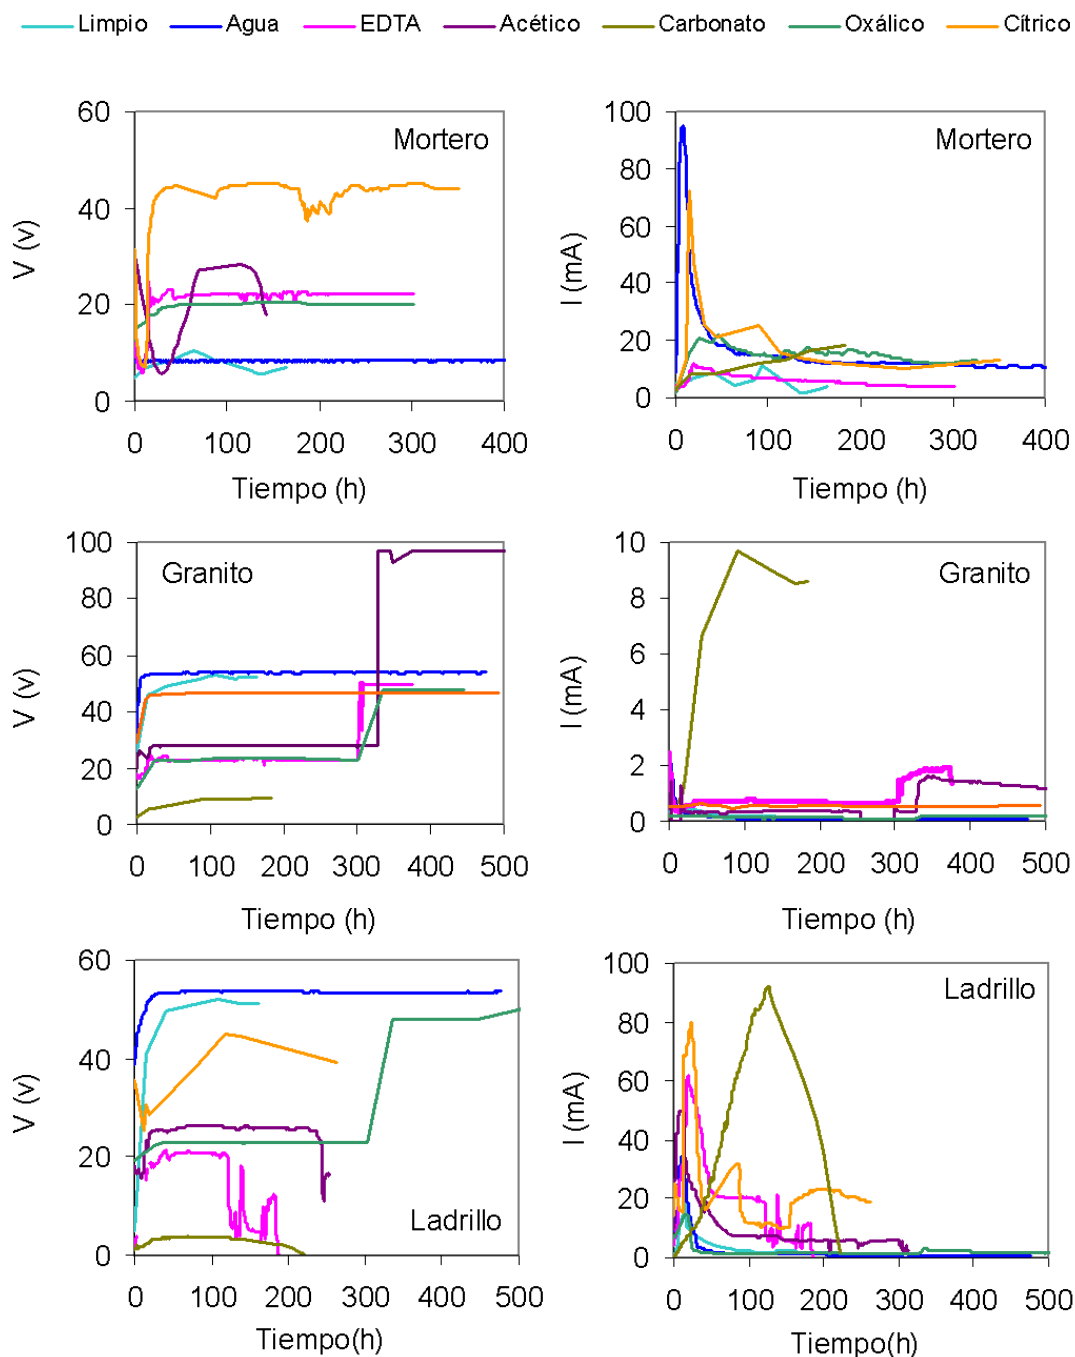 Limpio Agua EDTA Acético Carbonato Oxálico Cítrico
60 40 20 0
V (v)
Mortero
0 100 200 300 400
Tiempo (h)
100 80 60 40 20 0
I (mA)
Mortero
0 100 200 300 400
Tiempo (h)
100 80 60 40 20 0
V (v)
Granito
0 100 200 300 400 500
Tiempo (h)
10 8 6 4 2 0
I (mA)
Granito
0 100 200 300 400 500
Tiempo (h)
60 40 20 0
V (v)
Ladrillo
0 100 200 300 400 500
Tiempo(h)
100 80 60 40 20 0
I (mA)
Ladrillo
0 100 200 300 400 500
Tiempo(h)